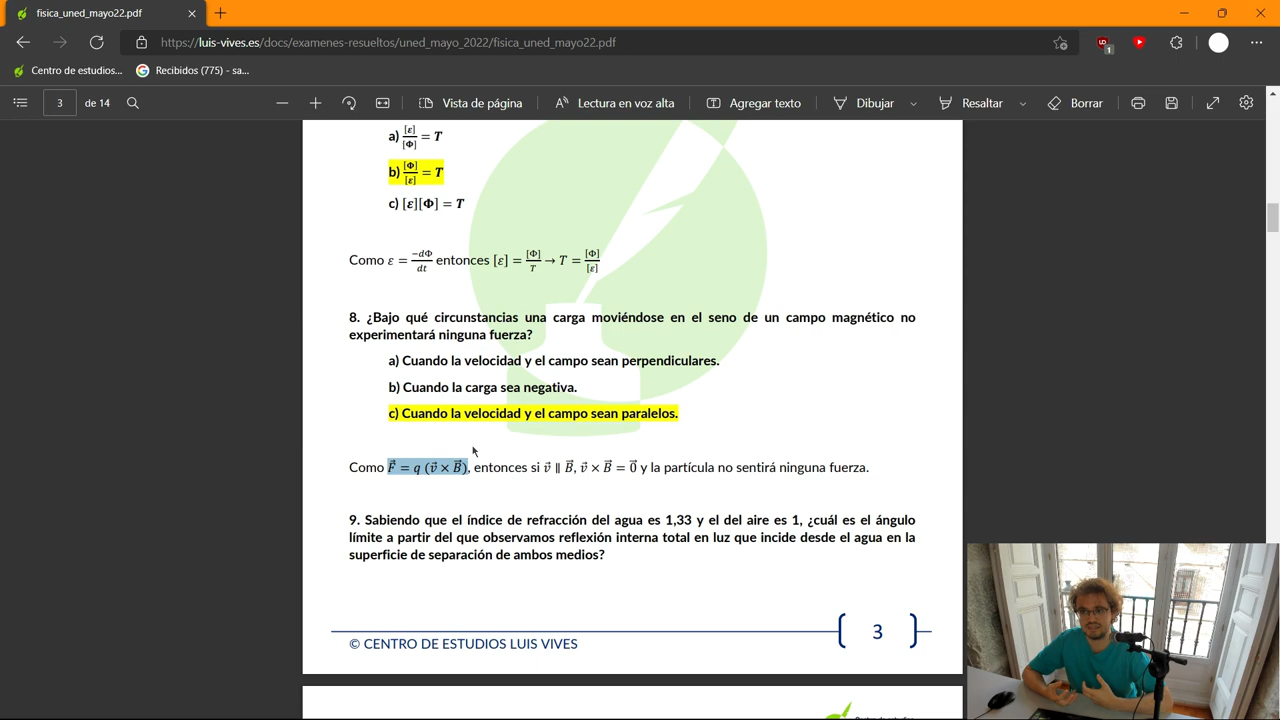 fisica_uned_mayo22.pdf
https://luis-vives.es/docs/examenes-resueltos/uned_mayo_2022/fisica_uned_mayo22.pdf
1
Centro de estudios...
Recibidos (775) - sa...
3
de 14
Vista de página
Lectura en voz alta
Agregar texto
Dibujar
Resaltar
Borrar
a) [ε]/[Φ] = T
b) [Φ]/[ε] = T
c) [ε][Φ] = T
Como ε = −dΦ/dt entonces [ε] = [Φ]/T → T = [Φ]/[ε]
8. ¿Bajo qué circunstancias una carga moviéndose en el seno de un campo magnético no
experimentará ninguna fuerza?
a) Cuando la velocidad y el campo sean perpendiculares.
b) Cuando la carga sea negativa.
c) Cuando la velocidad y el campo sean paralelos.
Como F⃗ = q (v⃗ × B⃗), entonces si v⃗ ∥ B⃗, v⃗ × B⃗ = 0⃗ y la partícula no sentirá ninguna fuerza.
9. Sabiendo que el índice de refracción del agua es 1,33 y el del aire es 1, ¿cuál es el ángulo
límite a partir del que observamos reflexión interna total en luz que incide desde el agua en la
superficie de separación de ambos medios?
© CENTRO DE ESTUDIOS LUIS VIVES
3